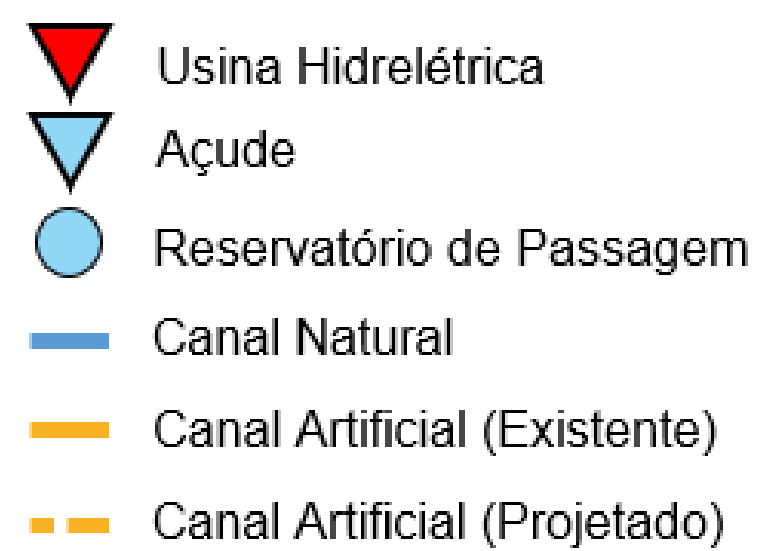 Usina Hidrelétrica
Açude
Reservatório de Passagem
Canal Natural
Canal Artificial (Existente)
Canal Artificial (Projetado)